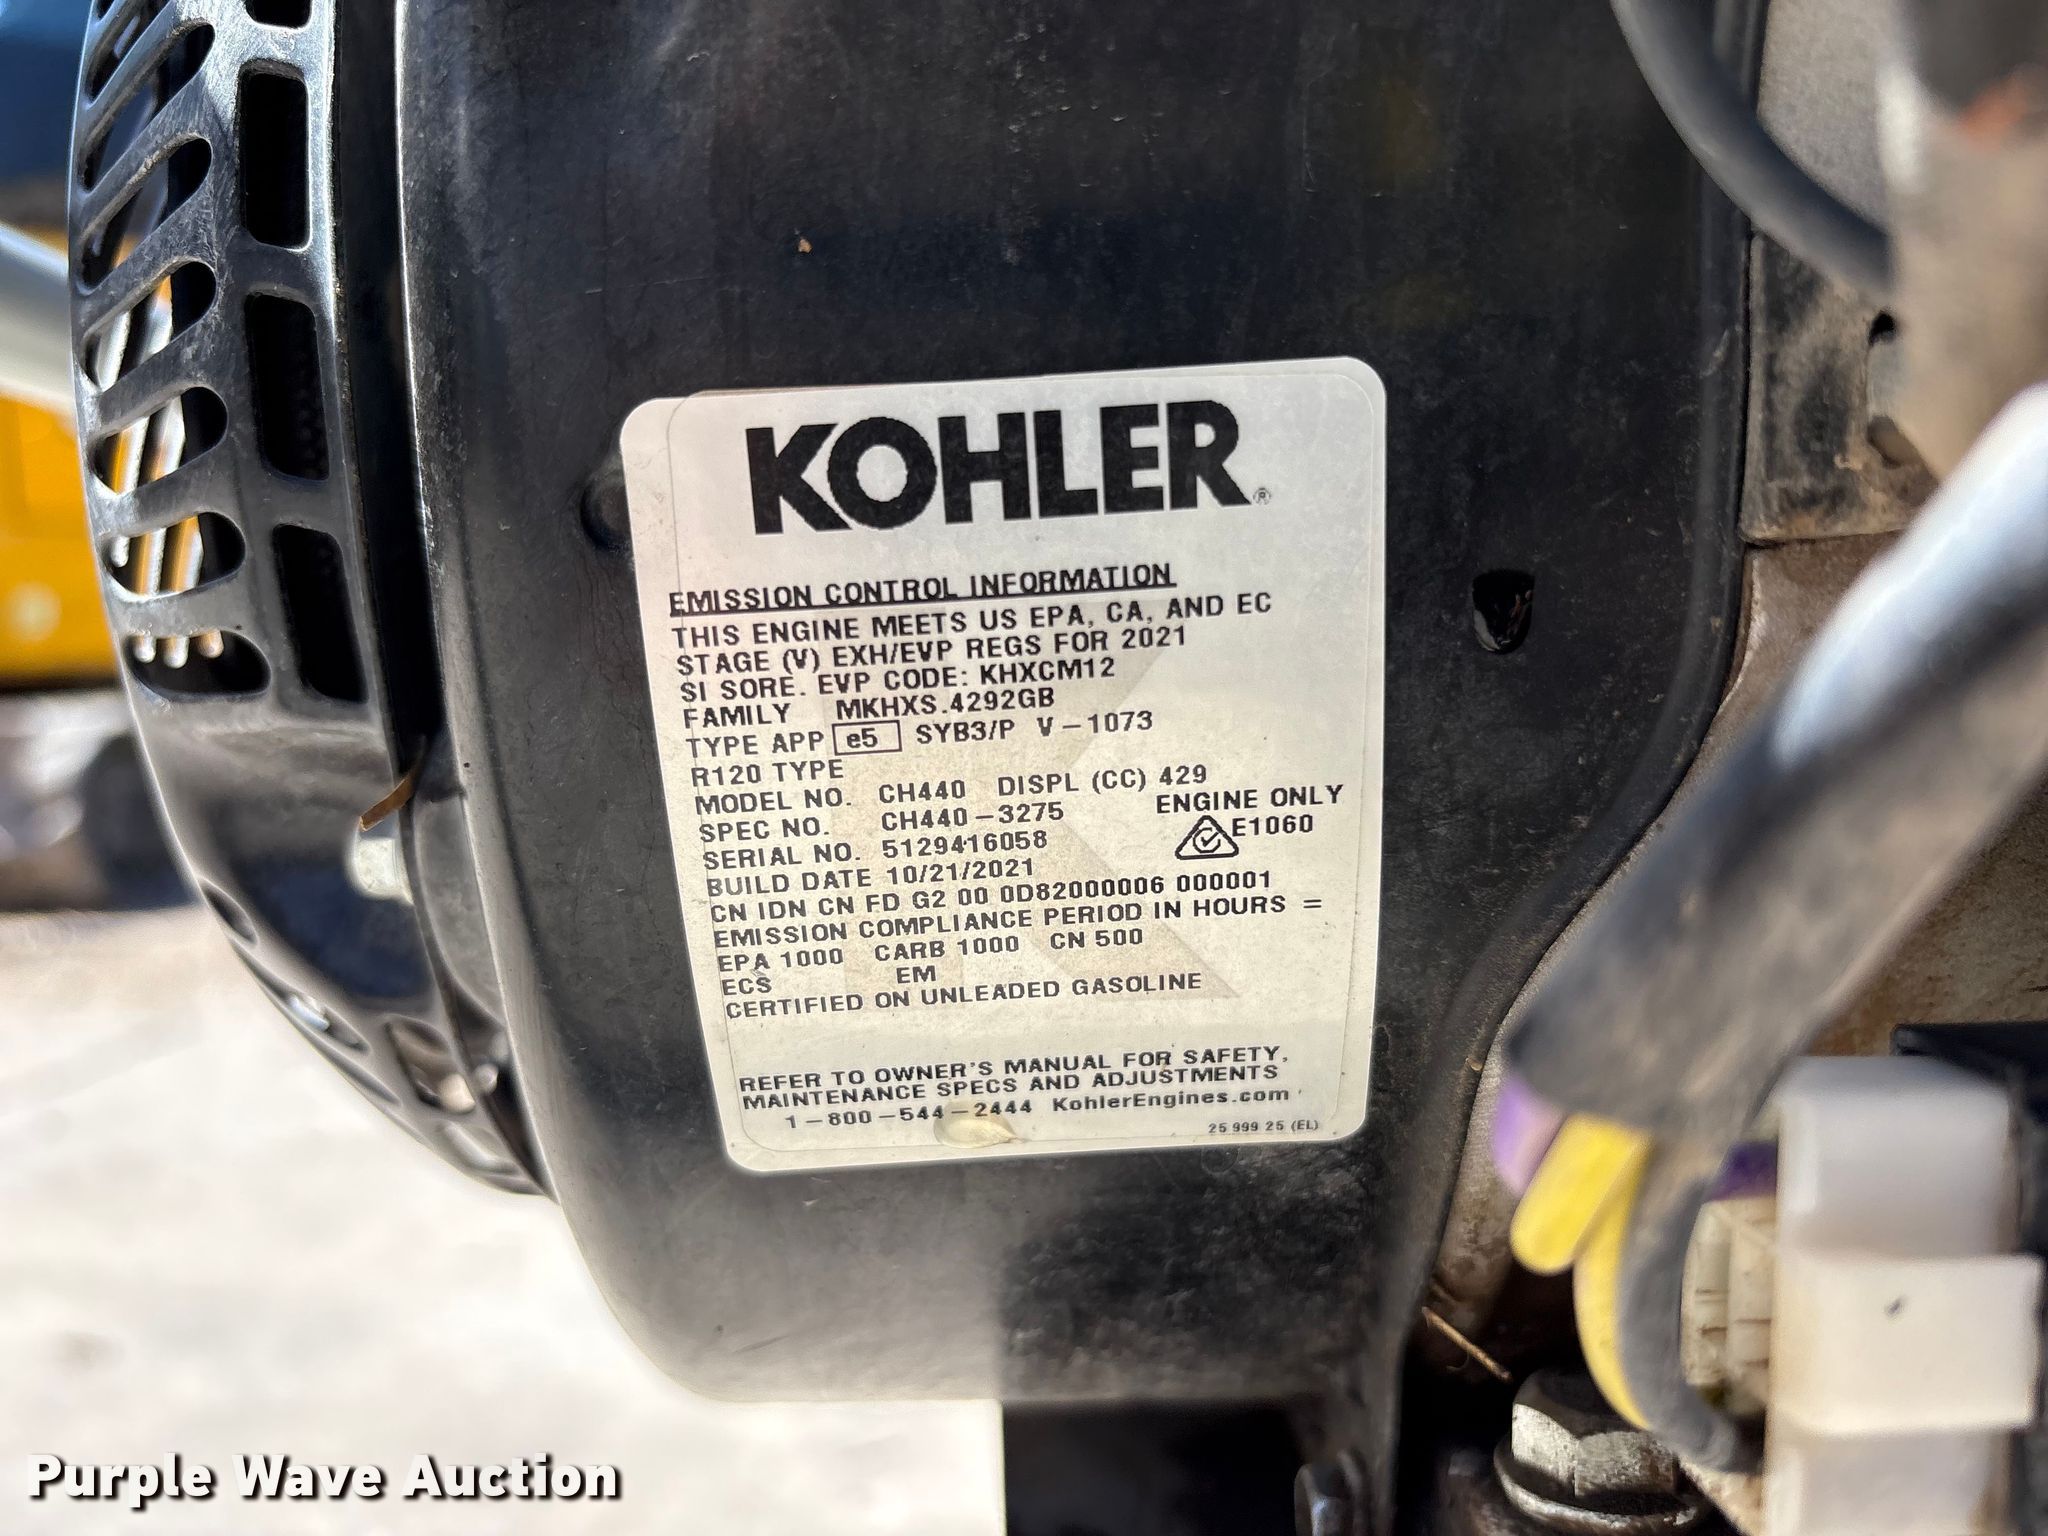 KOHLER®
EMISSION CONTROL INFORMATION
THIS ENGINE MEETS US EPA, CA, AND EC
STAGE (V) EXH/EVP REGS FOR 2021
SI SORE. EVP CODE: KHXCM12
FAMILY MKHXS.4292GB
TYPE APP e5 SYB3/P V-1073
R120 TYPE
MODEL NO. CH440 DISPL (CC) 429
SPEC NO. CH440-3275 ENGINE ONLY
SERIAL NO. 5129416058 E1060
BUILD DATE 10/21/2021
CN IDN CN FD G2 00 0D82000006 000001
EMISSION COMPLIANCE PERIOD IN HOURS =
EPA 1000 CARB 1000 CN 500
ECS EM
CERTIFIED ON UNLEADED GASOLINE
REFER TO OWNER'S MANUAL FOR SAFETY,
MAINTENANCE SPECS AND ADJUSTMENTS
1-800-544-2444 KohlerEngines.com
25 999 25 (EL)
Purple Wave Auction